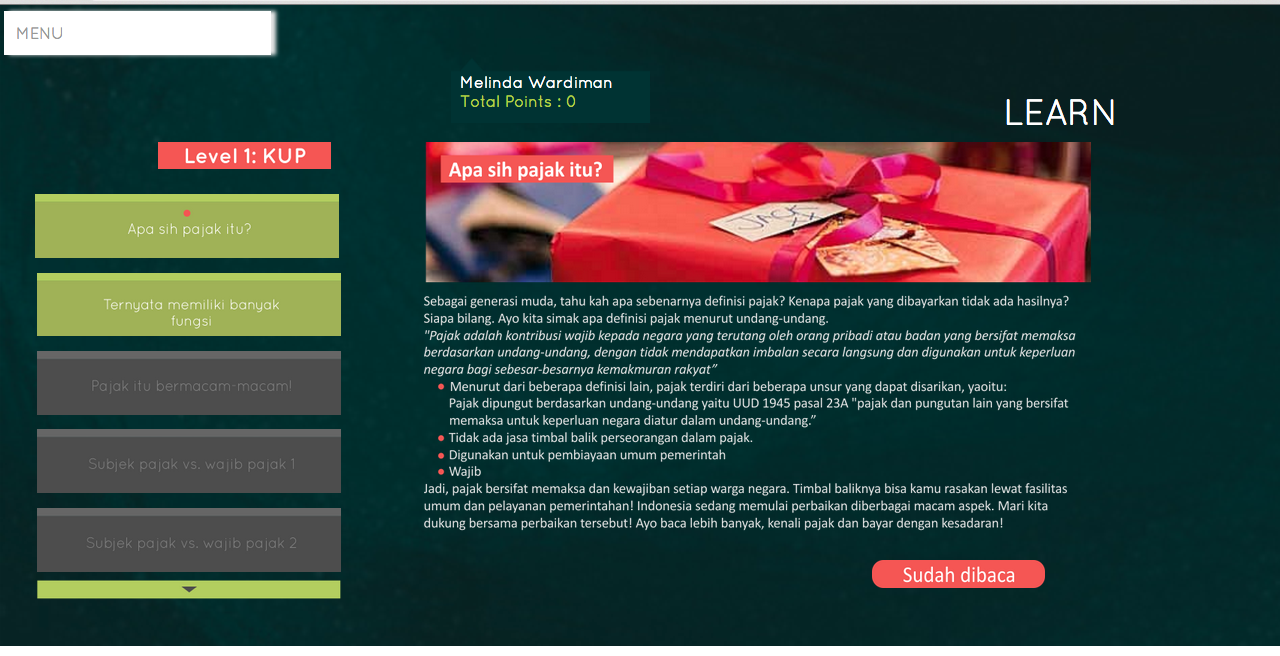 MENU
Melinda Wardiman
Total Points : 0
LEARN
Level 1: KUP
Apa sih pajak itu?
Ternyata memiliki banyak
fungsi
Pajak itu bermacam-macam!
Subjek pajak vs. wajib pajak 1
Subjek pajak vs. wajib pajak 2
Apa sih pajak itu?
JACK
XX
Sebagai generasi muda, tahu kah apa sebenarnya definisi pajak? Kenapa pajak yang dibayarkan tidak ada hasilnya?
Siapa bilang. Ayo kita simak apa definisi pajak menurut undang-undang.
"Pajak adalah kontribusi wajib kepada negara yang terutang oleh orang pribadi atau badan yang bersifat memaksa
berdasarkan undang-undang, dengan tidak mendapatkan imbalan secara langsung dan digunakan untuk keperluan
negara bagi sebesar-besarnya kemakmuran rakyat”
Menurut dari beberapa definisi lain, pajak terdiri dari beberapa unsur yang dapat disarikan, yaoitu:
Pajak dipungut berdasarkan undang-undang yaitu UUD 1945 pasal 23A "pajak dan pungutan lain yang bersifat
memaksa untuk keperluan negara diatur dalam undang-undang.”
Tidak ada jasa timbal balik perseorangan dalam pajak.
Digunakan untuk pembiayaan umum pemerintah
Wajib
Jadi, pajak bersifat memaksa dan kewajiban setiap warga negara. Timbal baliknya bisa kamu rasakan lewat fasilitas
umum dan pelayanan pemerintahan! Indonesia sedang memulai perbaikan diberbagai macam aspek. Mari kita
dukung bersama perbaikan tersebut! Ayo baca lebih banyak, kenali pajak dan bayar dengan kesadaran!
Sudah dibaca